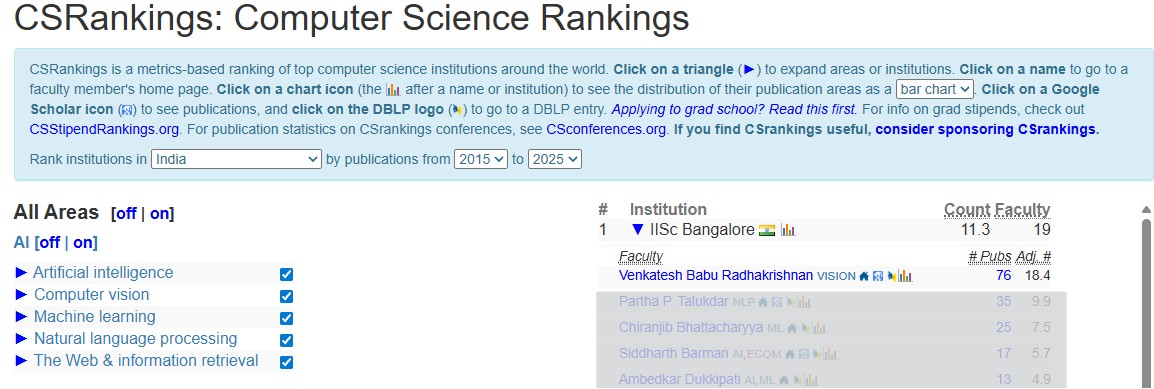 CSRankings: Computer Science Rankings
CSRankings is a metrics-based ranking of top computer science institutions around the world. Click on a triangle (►) to expand areas or institutions. Click on a name to go to a
faculty member's home page. Click on a chart icon (the after a name or institution) to see the distribution of their publication areas as a bar chart. Click on a Google
Scholar icon () to see publications, and click on the DBLP logo () to go to a DBLP entry. Applying to grad school? Read this first. For info on grad stipends, check out
CSStipendRankings.org. For publication statistics on CSrankings conferences, see CSconferences.org. If you find CSrankings useful, consider sponsoring CSrankings.
Rank institutions in India by publications from 2015 to 2025
All Areas [off | on]
AI [off | on]
► Artificial intelligence
► Computer vision
► Machine learning
► Natural language processing
► The Web & information retrieval
# Institution Count Faculty
1 ▼ IISc Bangalore 11.3 19
Faculty # Pubs Adj. #
Venkatesh Babu Radhakrishnan VISION 76 18.4
Partha P. Talukdar NLP 35 9.9
Chiranjib Bhattacharyya ML 25 7.5
Siddharth Barman AI,ECOM 17 5.7
Ambedkar Dukkipati AI,ML 13 4.9